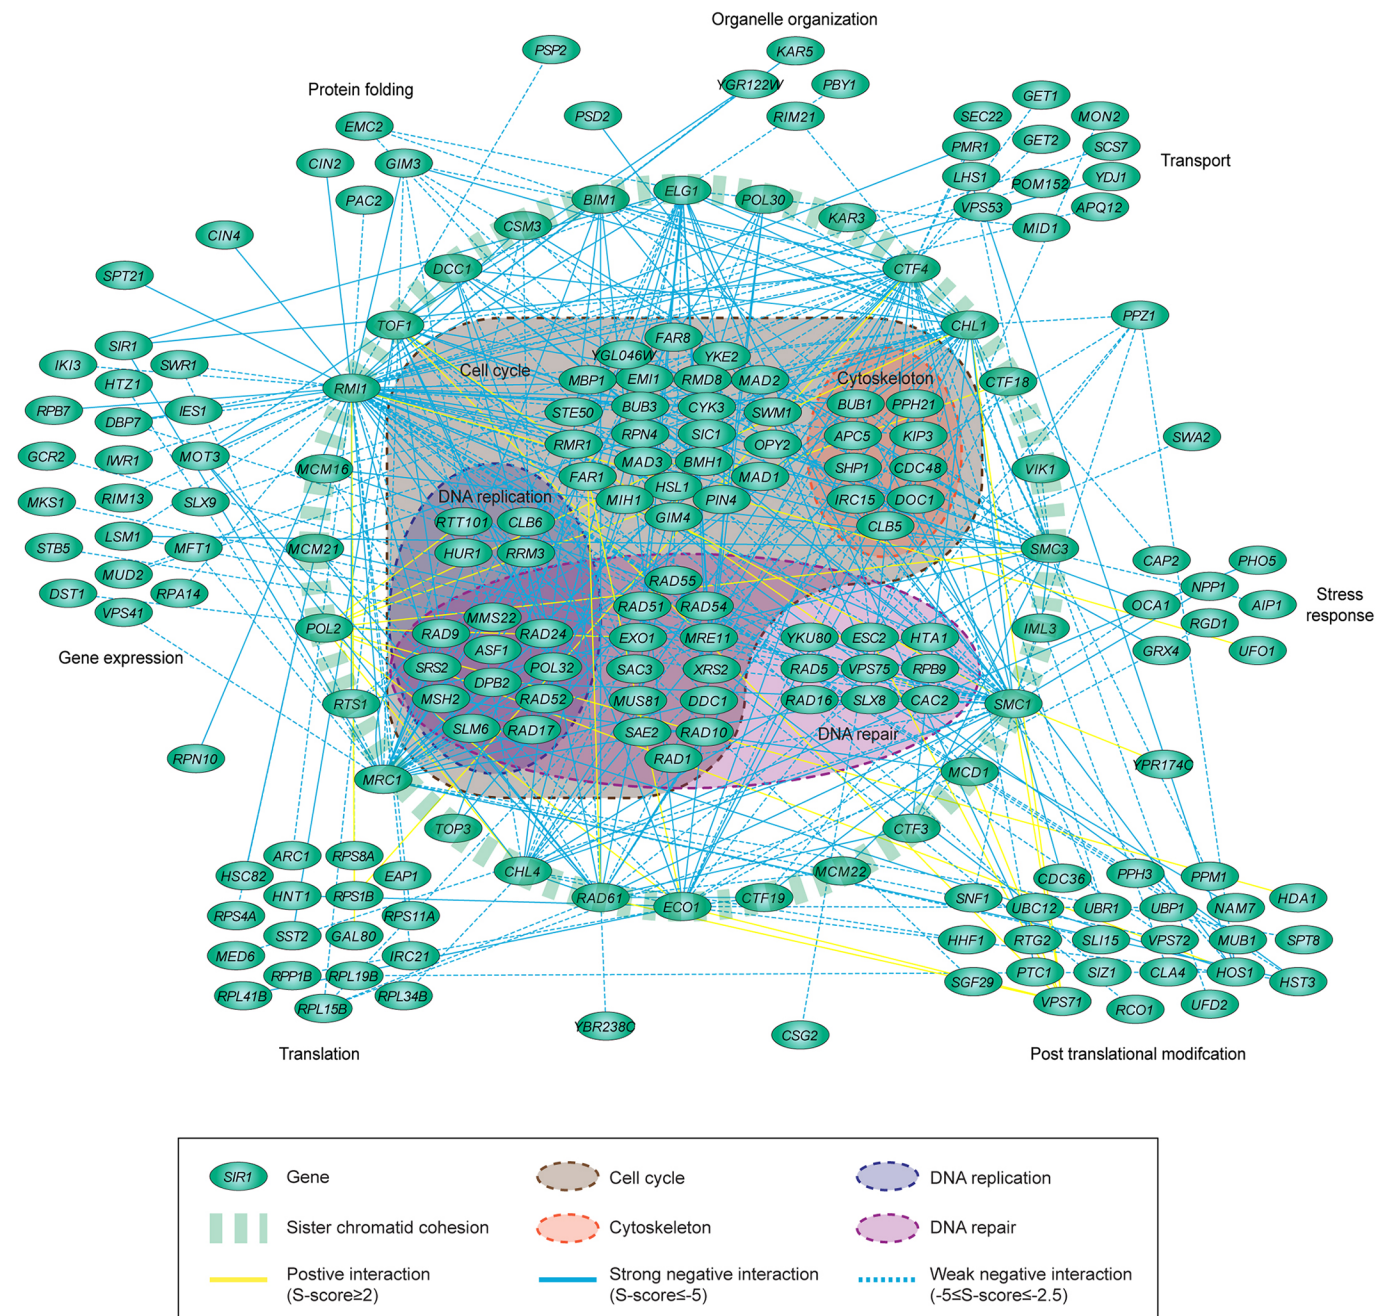 Organelle organization
PSP2
KAR5
YGR122W
PBY1
Protein folding
PSD2
RIM21
GET1
SEC22
MON2
EMC2
GET2
PMR1
SCS7
CIN2
GIM3
Transport
LHS1
POM152
YDJ1
PAC2
BIM1
ELG1
POL30
KAR3
VPS53
APQ12
MID1
CIN4
CSM3
SPT21
DCC1
CTF4
TOF1
CHL1
PPZ1
SIR1
FAR8
IKI3
SWR1
YGL046W
YKE2
Cell cycle
HTZ1
RMI1
MBP1
EMI1
RMD8
MAD2
Cytoskeloton
CTF18
RPB7
IES1
DBP7
STE50
BUB3
CYK3
SWM1
BUB1
PPH21
GCR2
IWR1
MOT3
RMR1
RPN4
SIC1
OPY2
APC5
KIP3
SWA2
MCM16
FAR1
MAD3
BMH1
MAD1
SHP1
CDC48
VIK1
MKS1
RIM13
SLX9
DNA replication
MIH1
HSL1
PIN4
IRC15
DOC1
RTT101
CLB6
GIM4
CLB5
STB5
LSM1
MFT1
MCM21
HUR1
RRM3
SMC3
CAP2
PHO5
DST1
MUD2
RPA14
RAD55
NPP1
VPS41
RAD51
RAD54
OCA1
AIP1
Stress
response
MMS22
POL2
RAD9
RAD24
EXO1
MRE11
YKU80
ESC2
HTA1
IML3
RGD1
Gene expression
ASF1
GRX4
UFO1
SRS2
POL32
SAC3
XRS2
RAD5
VPS75
RPB9
DPB2
MSH2
RAD52
MUS81
DDC1
RAD16
SLX8
CAC2
SMC1
RTS1
SLM6
RAD17
SAE2
RAD10
DNA repair
RPN10
RAD1
YPR174C
MRC1
MCD1
TOP3
CTF3
ARC1
RPS8A
HSC82
EAP1
CHL4
MCM22
CDC36
PPH3
PPM1
HNT1
RPS1B
RAD61
ECO1
CTF19
SNF1
UBC12
UBR1
UBP1
NAM7
HDA1
RPS4A
RPS11A
SST2
GAL80
HHF1
RTG2
SLI15
VPS72
MUB1
SPT8
MED6
IRC21
RPP1B
RPL19B
SGF29
PTC1
SIZ1
CLA4
HOS1
HST3
RPL41B
RPL15B
RPL34B
VPS71
RCO1
UFD2
YBR238C
CSG2
Translation
Post translational modifcation
SIR1
Gene
Cell cycle
DNA replication
Sister chromatid cohesion
Cytoskeleton
DNA repair
Postive interaction
(S-score≥2)
Strong negative interaction
(S-score≤-5)
Weak negative interaction
(-5≤S-score≤-2.5)